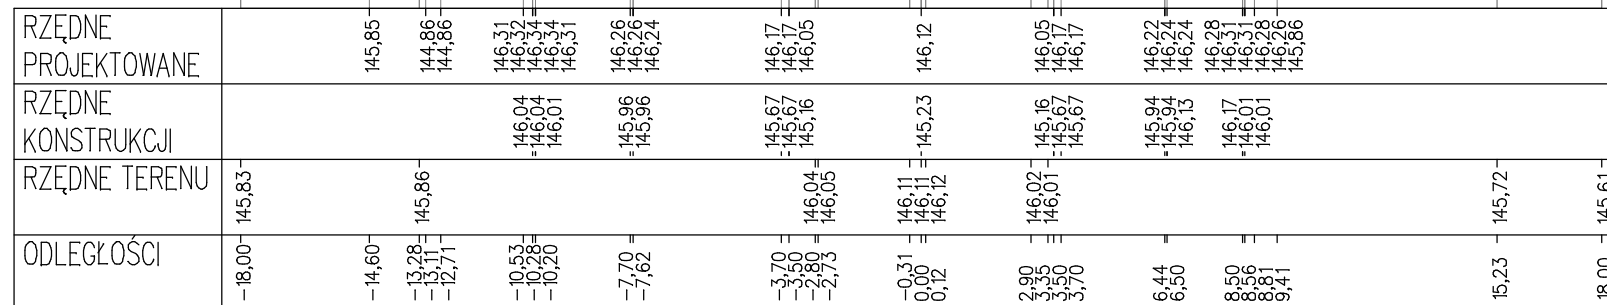 RZĘDNE
PROJEKTOWANE
145,85 144,86 144,86 146,31 146,32 146,34 146,34 146,31 146,26 146,26 146,24 146,17 146,17 146,05 146,12 146,05 146,17 146,17 146,22 146,24 146,24 146,28 146,31 146,31 146,28 146,26 145,86
RZĘDNE
KONSTRUKCJI
146,04 146,04 146,01 145,96 145,96 145,67 145,67 145,16 145,23 145,16 145,67 145,67 145,94 145,94 146,13 146,17 146,01 146,01
RZĘDNE TERENU
145,83 145,86 146,04 146,05 146,11 146,11 146,12 146,02 146,01 145,72 145,61
ODLEGŁOŚCI
-18,00 -14,60 -13,28 -13,11 -12,71 -10,53 -10,28 -10,20 -7,70 -7,62 -3,70 -3,50 -2,80 -2,73 -0,31 0,00 0,12 2,90 3,35 3,50 3,70 6,44 6,50 8,50 8,56 8,81 9,41 15,23 18,00